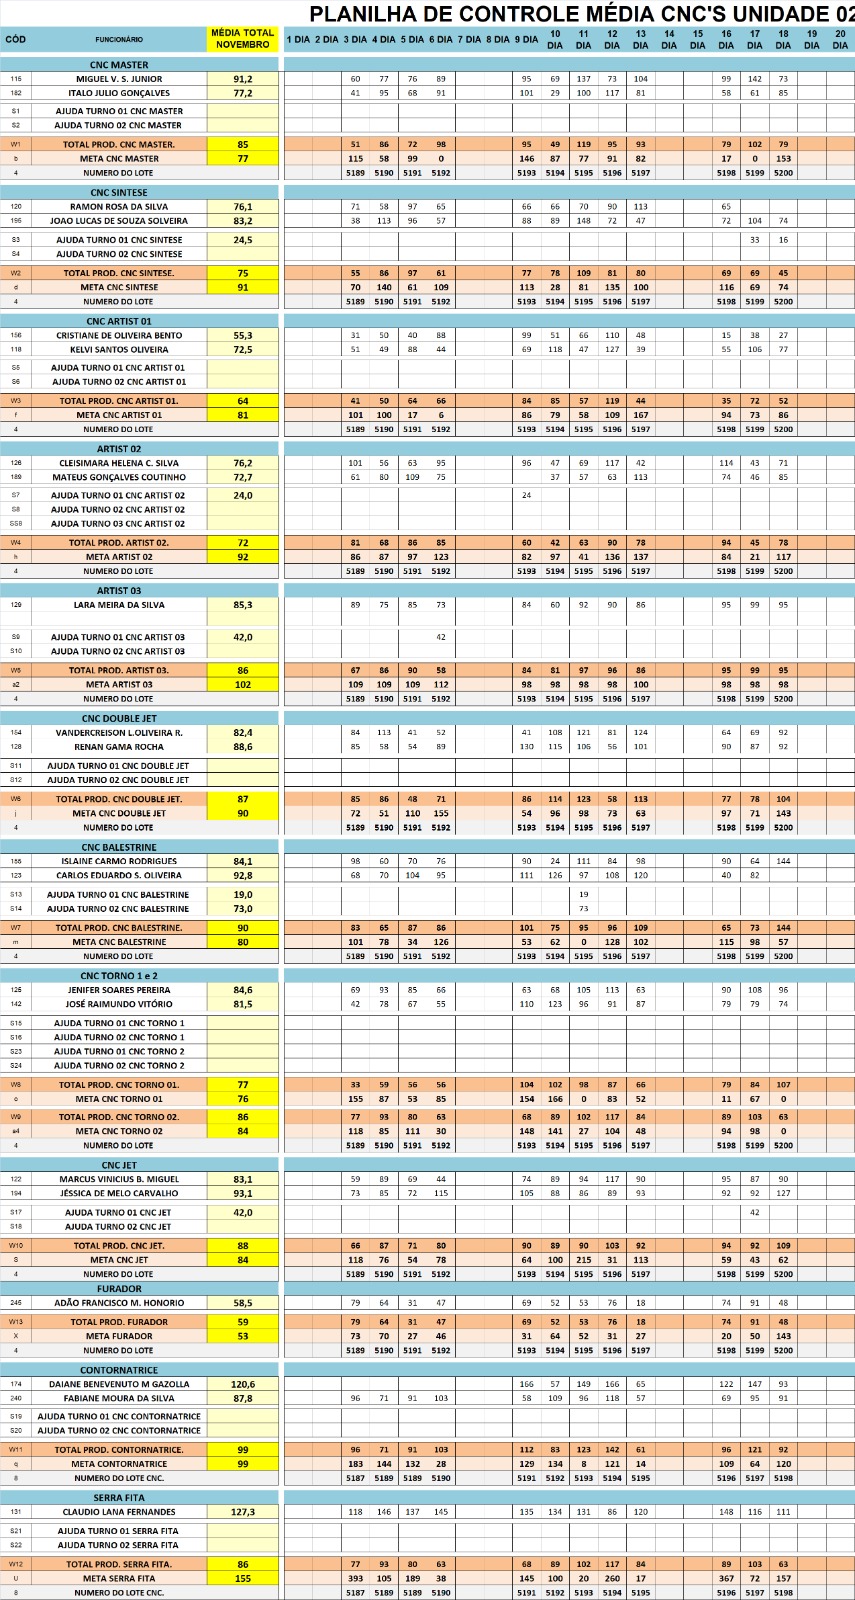 PLANILHA DE CONTROLE MÉDIA CNC'S UNIDADE 02
CÓD FUNCIONÁRIO MÉDIA TOTAL NOVEMBRO 1 DIA 2 DIA 3 DIA 4 DIA 5 DIA 6 DIA 7 DIA 8 DIA 9 DIA 10 DIA 11 DIA 12 DIA 13 DIA 14 DIA 15 DIA 16 DIA 17 DIA 18 DIA 19 DIA 20 DIA
CNC MASTER
115 MIGUEL V. S. JUNIOR 91,2 60 77 76 89 95 69 137 73 104 99 142 73
182 ITALO JULIO GONÇALVES 77,2 41 95 68 91 101 29 100 117 81 58 61 85
S1 AJUDA TURNO 01 CNC MASTER
S2 AJUDA TURNO 02 CNC MASTER
W1 TOTAL PROD. CNC MASTER. 85 51 86 72 98 95 49 119 95 93 79 102 79
b META CNC MASTER 77 115 58 99 0 146 87 77 91 82 17 0 153
4 NUMERO DO LOTE 5189 5190 5191 5192 5193 5194 5195 5196 5197 5198 5199 5200
CNC SINTESE
120 RAMON ROSA DA SILVA 76,1 71 58 97 65 66 66 70 90 113 65
195 JOAO LUCAS DE SOUZA SOLVEIRA 83,2 38 113 96 57 88 89 148 72 47 72 104 74
S3 AJUDA TURNO 01 CNC SINTESE 24,5 33 16
S4 AJUDA TURNO 02 CNC SINTESE
W2 TOTAL PROD. CNC SINTESE. 75 55 86 97 61 77 78 109 81 80 69 69 45
d META CNC SINTESE 91 70 140 61 109 113 28 81 135 100 116 69 74
4 NUMERO DO LOTE 5189 5190 5191 5192 5193 5194 5195 5196 5197 5198 5199 5200
CNC ARTIST 01
156 CRISTIANE DE OLIVEIRA BENTO 55,3 31 50 40 88 99 51 66 110 48 15 38 27
118 KELVI SANTOS OLIVEIRA 72,5 51 49 88 44 69 118 47 127 39 55 106 77
S5 AJUDA TURNO 01 CNC ARTIST 01
S6 AJUDA TURNO 02 CNC ARTIST 01
W3 TOTAL PROD. CNC ARTIST 01. 64 41 50 64 66 84 85 57 119 44 35 72 52
f META CNC ARTIST 01 81 101 100 17 6 86 79 58 109 167 94 73 86
4 NUMERO DO LOTE 5189 5190 5191 5192 5193 5194 5195 5196 5197 5198 5199 5200
ARTIST 02
126 CLEISIMARA HELENA C. SILVA 76,2 101 56 63 95 96 47 69 117 42 114 43 71
189 MATEUS GONÇALVES COUTINHO 72,7 61 80 109 75 37 57 63 113 74 46 85
S7 AJUDA TURNO 01 CNC ARTIST 02 24,0 24
S8 AJUDA TURNO 02 CNC ARTIST 02
SS8 AJUDA TURNO 03 CNC ARTIST 02
W4 TOTAL PROD. ARTIST 02. 72 81 68 86 85 60 42 63 90 78 94 45 78
h META ARTIST 02 92 86 87 97 123 82 97 41 136 137 84 21 117
4 NUMERO DO LOTE 5189 5190 5191 5192 5193 5194 5195 5196 5197 5198 5199 5200
ARTIST 03
129 LARA MEIRA DA SILVA 85,3 89 75 85 73 84 60 92 90 86 95 99 95
S9 AJUDA TURNO 01 CNC ARTIST 03 42,0 42
S10 AJUDA TURNO 02 CNC ARTIST 03
W5 TOTAL PROD. ARTIST 03. 86 67 86 90 58 84 81 97 96 86 95 99 95
a2 META ARTIST 03 102 109 109 109 112 98 98 98 98 100 98 98 98
4 NUMERO DO LOTE 5189 5190 5191 5192 5193 5194 5195 5196 5197 5198 5199 5200
CNC DOUBLE JET
154 VANDERCREISON L.OLIVEIRA R. 82,4 84 113 41 52 41 108 121 81 124 64 69 92
128 RENAN GAMA ROCHA 88,6 85 58 54 89 130 115 106 56 101 90 87 92
S11 AJUDA TURNO 01 CNC DOUBLE JET
S12 AJUDA TURNO 02 CNC DOUBLE JET
W6 TOTAL PROD. CNC DOUBLE JET. 87 85 86 48 71 86 114 123 58 113 77 78 104
j META CNC DOUBLE JET 90 72 51 110 155 54 96 98 73 63 97 71 143
4 NUMERO DO LOTE 5189 5190 5191 5192 5193 5194 5195 5196 5197 5198 5199 5200
CNC BALESTRINE
155 ISLAINE CARMO RODRIGUES 84,1 98 60 70 76 90 24 111 84 98 90 64 144
123 CARLOS EDUARDO S. OLIVEIRA 92,8 68 70 104 95 111 126 97 108 120 40 82
S13 AJUDA TURNO 01 CNC BALESTRINE 19,0 19
S14 AJUDA TURNO 02 CNC BALESTRINE 73,0 73
W7 TOTAL PROD. CNC BALESTRINE. 90 83 65 87 86 101 75 95 96 109 65 73 144
m META CNC BALESTRINE 80 101 78 34 126 53 62 0 128 102 115 98 57
4 NUMERO DO LOTE 5189 5190 5191 5192 5193 5194 5195 5196 5197 5198 5199 5200
CNC TORNO 1 e 2
125 JENIFER SOARES PEREIRA 84,6 69 93 85 66 63 68 105 113 63 90 108 96
142 JOSÉ RAIMUNDO VITÓRIO 81,5 42 78 67 55 110 123 96 91 87 79 79 74
S15 AJUDA TURNO 01 CNC TORNO 1
S16 AJUDA TURNO 02 CNC TORNO 1
S23 AJUDA TURNO 01 CNC TORNO 2
S24 AJUDA TURNO 02 CNC TORNO 2
W8 TOTAL PROD. CNC TORNO 01. 77 33 59 56 56 104 102 98 87 66 79 84 107
o META CNC TORNO 01 76 155 87 53 85 154 166 0 83 52 11 67 0
W9 TOTAL PROD. CNC TORNO 02. 86 77 93 80 63 68 89 102 117 84 89 103 63
a4 META CNC TORNO 02 84 118 85 111 30 148 141 27 104 48 94 98 0
4 NUMERO DO LOTE 5189 5190 5191 5192 5193 5194 5195 5196 5197 5198 5199 5200
CNC JET
122 MARCUS VINICIUS B. MIGUEL 83,1 59 89 69 44 74 89 94 117 90 95 87 90
194 JÉSSICA DE MELO CARVALHO 93,1 73 85 72 115 105 88 86 89 93 92 92 127
S17 AJUDA TURNO 01 CNC JET 42,0 42
S18 AJUDA TURNO 02 CNC JET
W10 TOTAL PROD. CNC JET. 88 66 87 71 80 90 89 90 103 92 94 92 109
S META CNC JET 84 118 76 54 78 64 100 215 31 113 59 43 62
4 NUMERO DO LOTE 5189 5190 5191 5192 5193 5194 5195 5196 5197 5198 5199 5200
FURADOR
245 ADÃO FRANCISCO M. HONORIO 58,5 79 64 31 47 69 52 53 76 18 74 91 48
W13 TOTAL PROD. FURADOR 59 79 64 31 47 69 52 53 76 18 74 91 48
X META FURADOR 53 73 70 27 46 31 64 52 31 27 20 50 143
4 NUMERO DO LOTE 5189 5190 5191 5192 5193 5194 5195 5196 5197 5198 5199 5200
CONTORNATRICE
174 DAIANE BENEVENUTO M GAZOLLA 120,6 166 57 149 166 65 122 147 93
240 FABIANE MOURA DA SILVA 87,8 96 71 91 103 58 109 96 118 57 69 95 91
S19 AJUDA TURNO 01 CNC CONTORNATRICE
S20 AJUDA TURNO 02 CNC CONTORNATRICE
W11 TOTAL PROD. CONTORNATRICE. 99 96 71 91 103 112 83 123 142 61 96 121 92
q META CONTORNATRICE 99 183 144 132 28 129 134 8 121 14 109 64 120
8 NUMERO DO LOTE CNC. 5187 5188 5189 5190 5191 5192 5193 5194 5195 5196 5197 5198
SERRA FITA
131 CLAUDIO LANA FERNANDES 127,3 118 146 137 145 135 134 131 86 120 148 116 111
S21 AJUDA TURNO 01 SERRA FITA
S22 AJUDA TURNO 02 SERRA FITA
W12 TOTAL PROD. SERRA FITA. 86 77 93 80 63 68 89 102 117 84 89 103 63
U META SERRA FITA 155 393 105 189 38 145 100 20 260 17 367 72 157
8 NUMERO DO LOTE CNC. 5187 5188 5189 5190 5191 5192 5193 5194 5195 5196 5197 5198